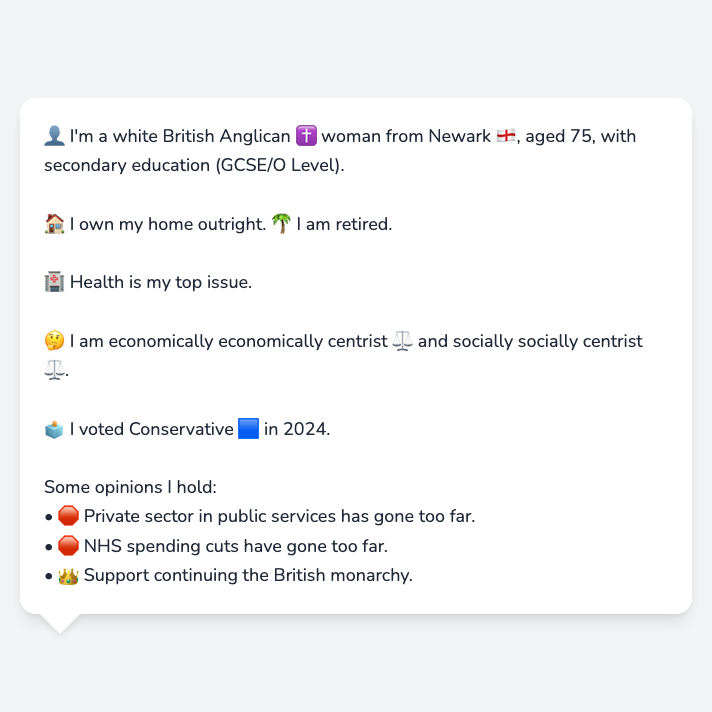 👤 I'm a white British Anglican ✝️ woman from Newark 🏴󠁧󠁢󠁥󠁮󠁧󠁿, aged 75, with
secondary education (GCSE/O Level).
🏠 I own my home outright. 🌴 I am retired.
🏥 Health is my top issue.
🤔 I am economically economically centrist ⚖️ and socially socially centrist
⚖️.
🗳️ I voted Conservative 🟦 in 2024.
Some opinions I hold:
• 🛑 Private sector in public services has gone too far.
• 🛑 NHS spending cuts have gone too far.
• 👑 Support continuing the British monarchy.